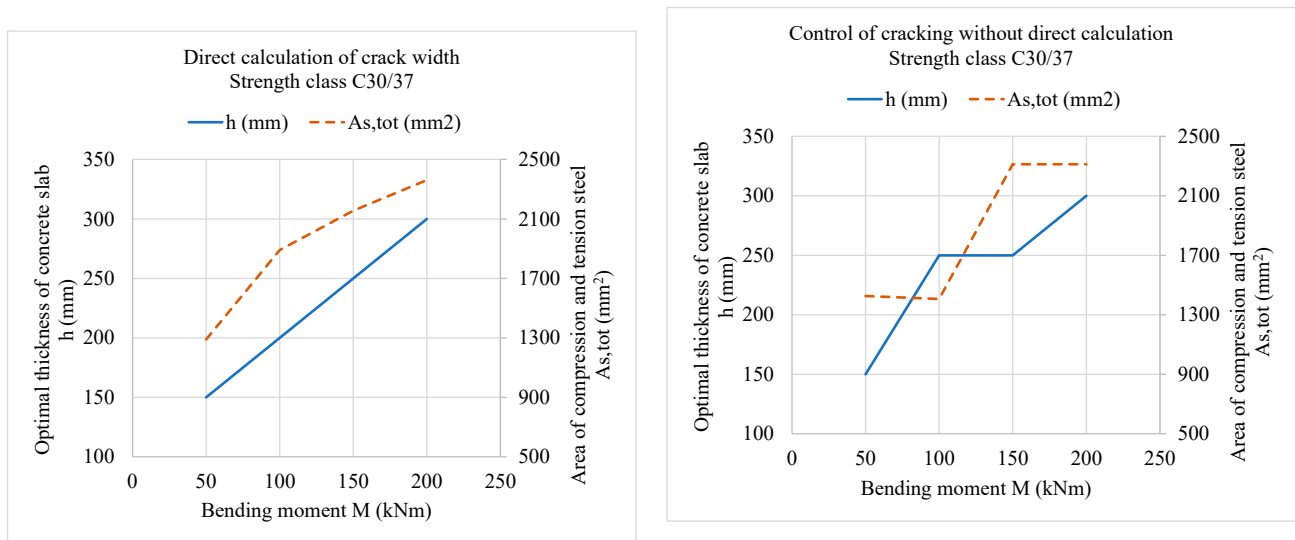 Direct calculation of crack width
Strength class C30/37
h (mm)
As,tot (mm2)
Optimal thickness of concrete slab
h (mm)
350
300
250
200
150
100
2500
2100
1700
1300
900
500
Area of compression and tension steel
As,tot (mm²)
0
50
100
150
200
250
Bending moment M (kNm)
Control of cracking without direct calculation
Strength class C30/37
h (mm)
As,tot (mm2)
Optimal thickness of concrete slab
h (mm)
350
300
250
200
150
100
2500
2100
1700
1300
900
500
Area of compression and tension steel
As,tot (mm²)
0
50
100
150
200
250
Bending moment M (kNm)